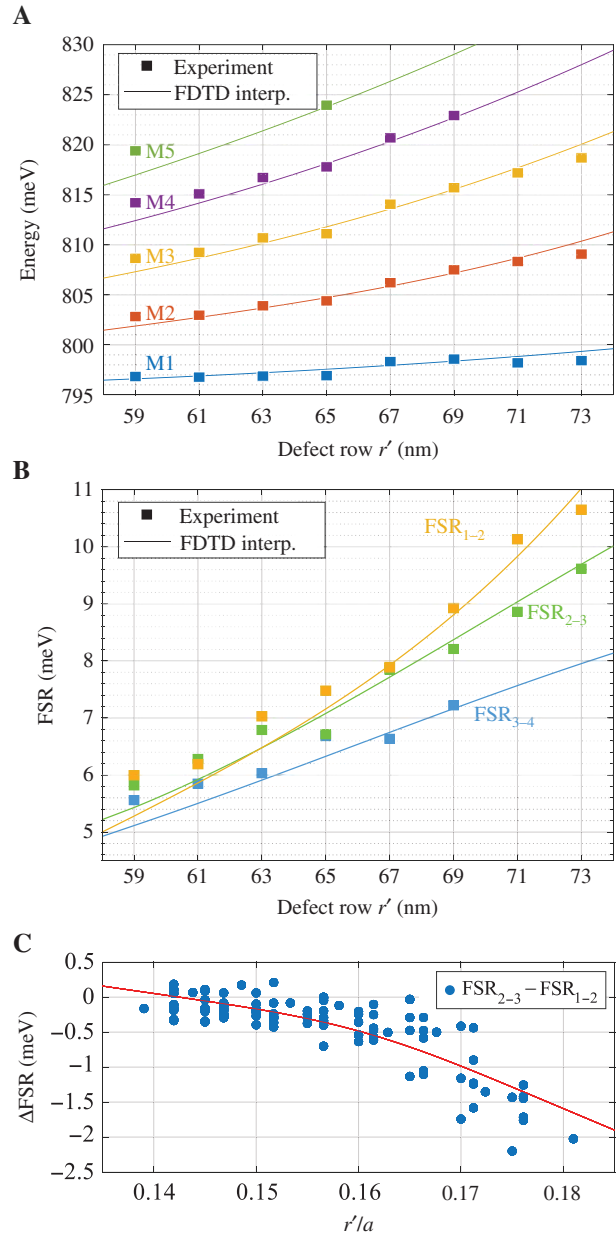 A
830
825
820
815
810
805
800
795
Energy (meV)
Experiment
FDTD interp.
M5
M4
M3
M2
M1
59 61 63 65 67 69 71 73
Defect row r′ (nm)
B
11
10
9
8
7
6
5
FSR (meV)
Experiment
FDTD interp.
FSR1–2
FSR2–3
FSR3–4
59 61 63 65 67 69 71 73
Defect row r′ (nm)
C
0.5
0
−0.5
−1
−1.5
−2
−2.5
ΔFSR (meV)
FSR2–3 − FSR1–2
0.14 0.15 0.16 0.17 0.18
r′/a